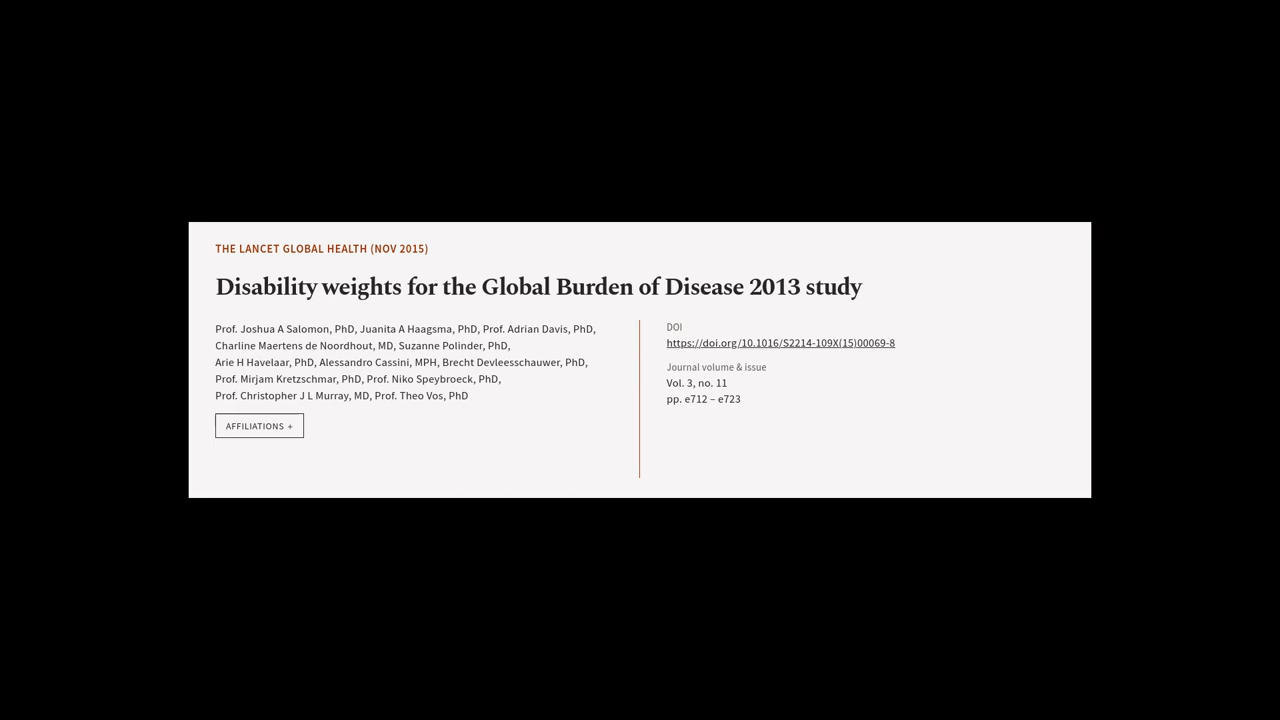 THE LANCET GLOBAL HEALTH (NOV 2015)
Disability weights for the Global Burden of Disease 2013 study
Prof. Joshua A Salomon, PhD, Juanita A Haagsma, PhD, Prof. Adrian Davis, PhD,
Charline Maertens de Noordhout, MD, Suzanne Polinder, PhD,
Arie H Havelaar, PhD, Alessandro Cassini, MPH, Brecht Devleesschauwer, PhD,
Prof. Mirjam Kretzschmar, PhD, Prof. Niko Speybroeck, PhD,
Prof. Christopher J L Murray, MD, Prof. Theo Vos, PhD
AFFILIATIONS +
DOI
https://doi.org/10.1016/S2214-109X(15)00069-8
Journal volume & issue
Vol. 3, no. 11
pp. e712 – e723